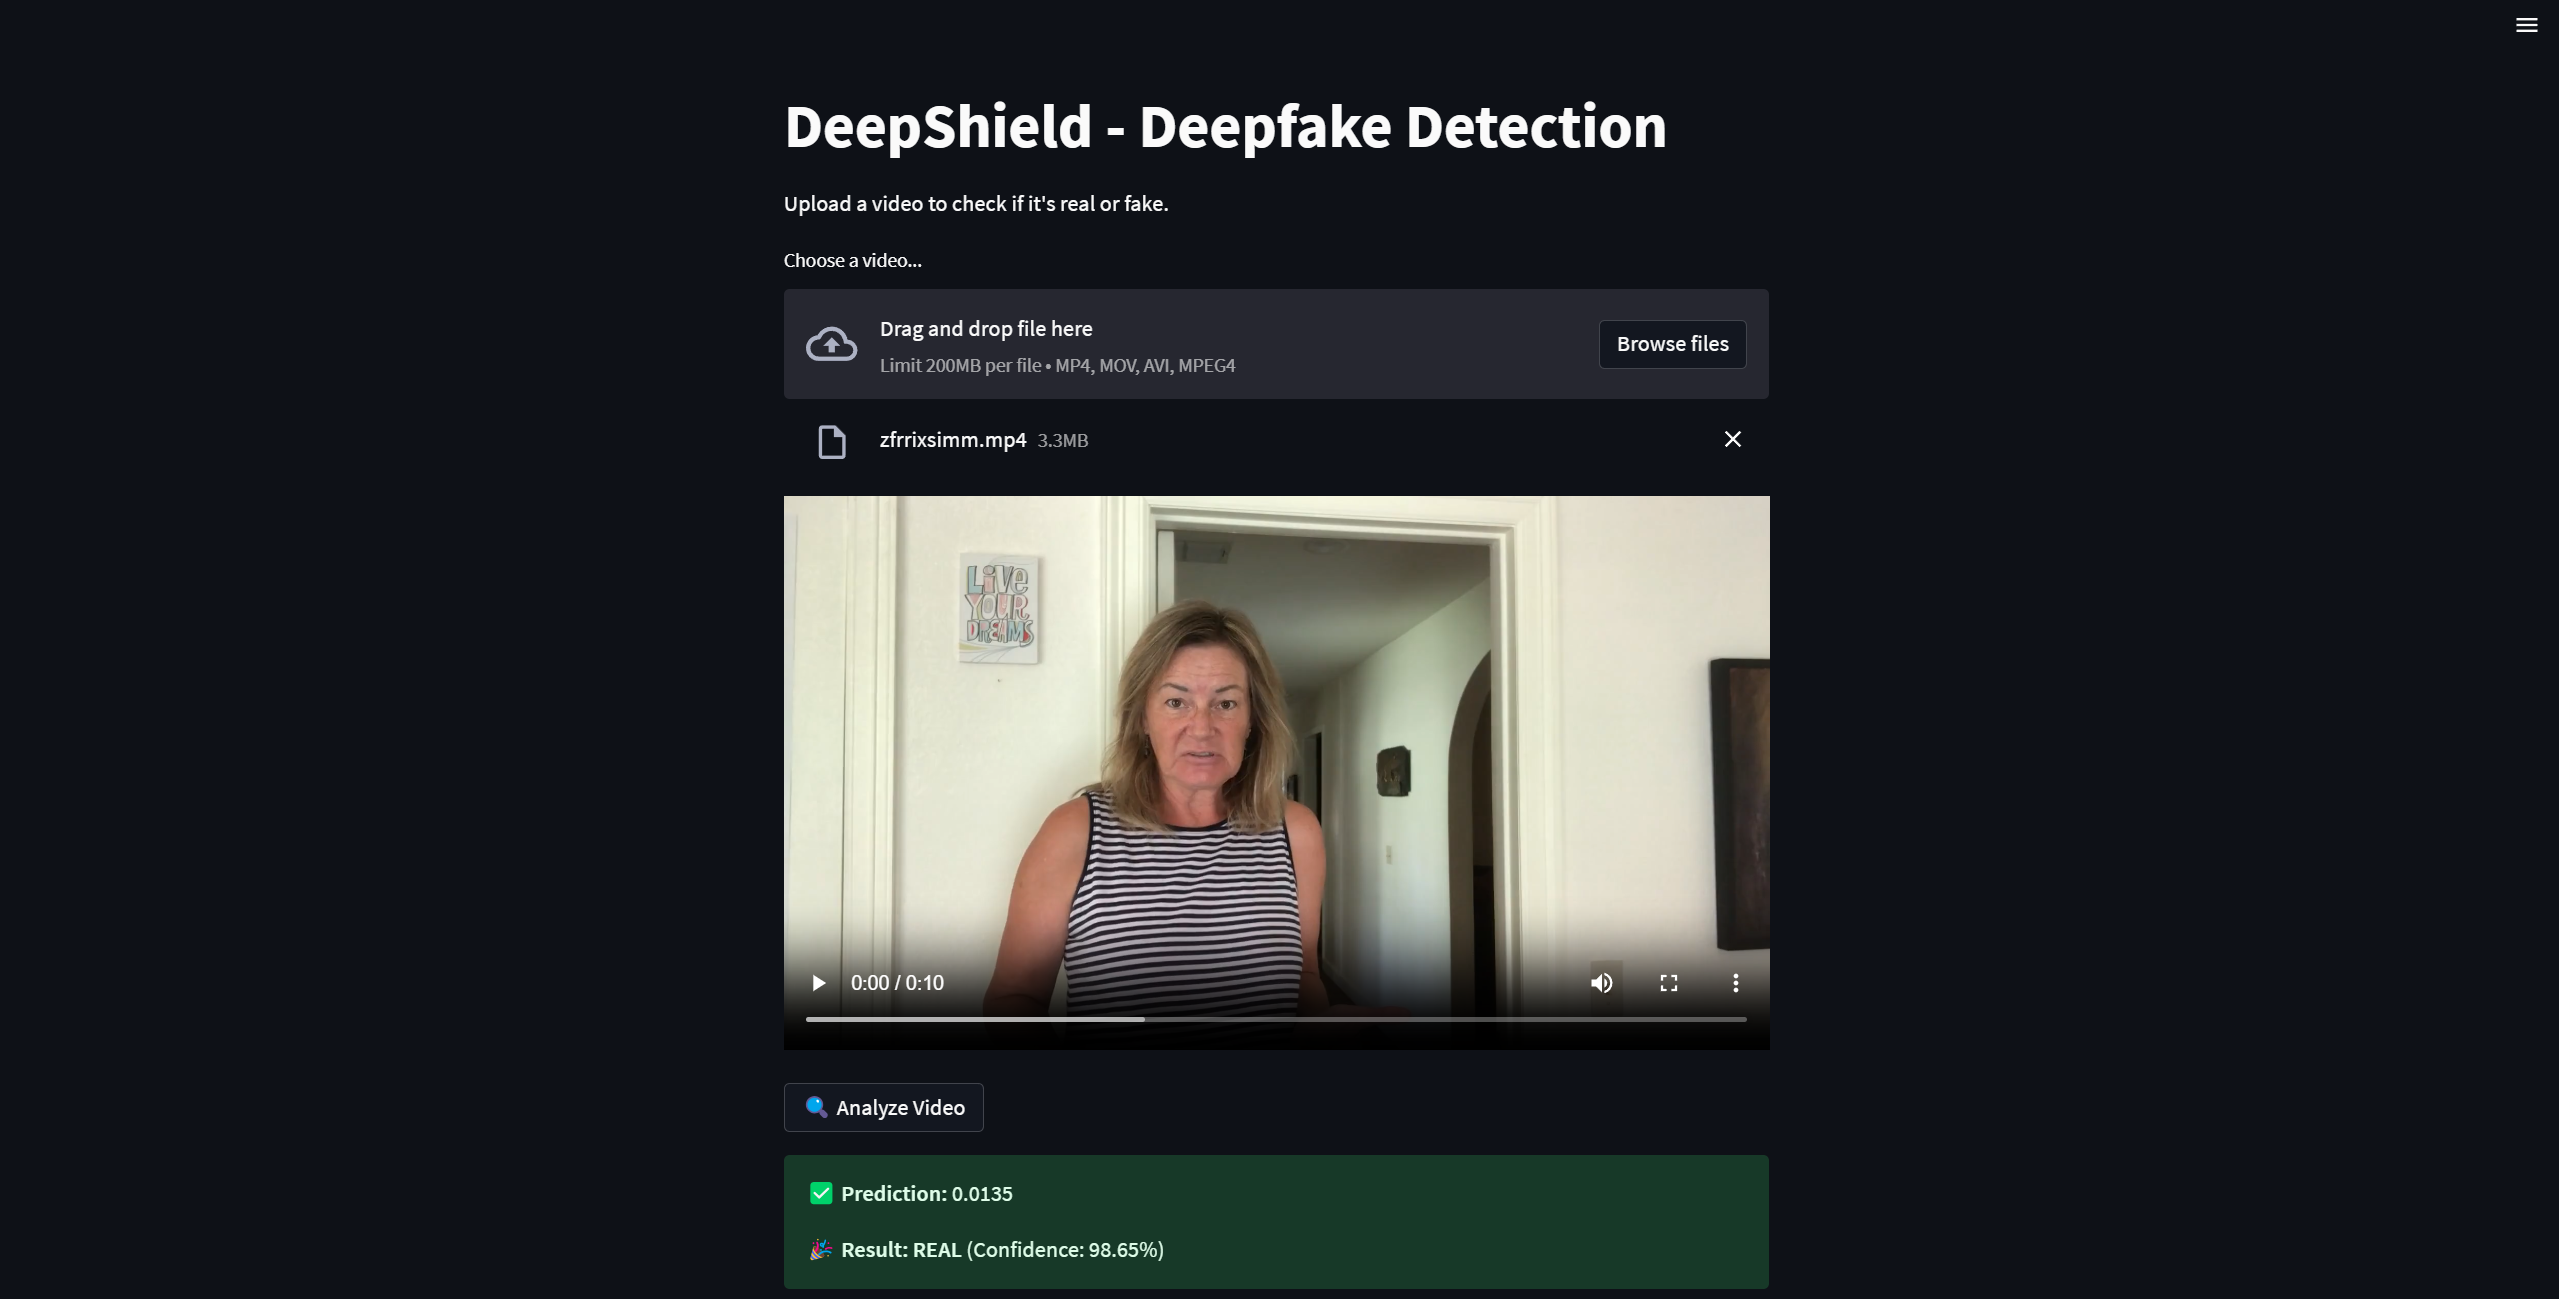 DeepShield - Deepfake Detection
Upload a video to check if it's real or fake.
Choose a video...
Drag and drop file here
Limit 200MB per file • MP4, MOV, AVI, MPEG4
Browse files
zfrrixsimm.mp4 3.3MB
LiVe
YOUR
DREAMS
0:00 / 0:10
Analyze Video
Prediction: 0.0135
Result: REAL (Confidence: 98.65%)